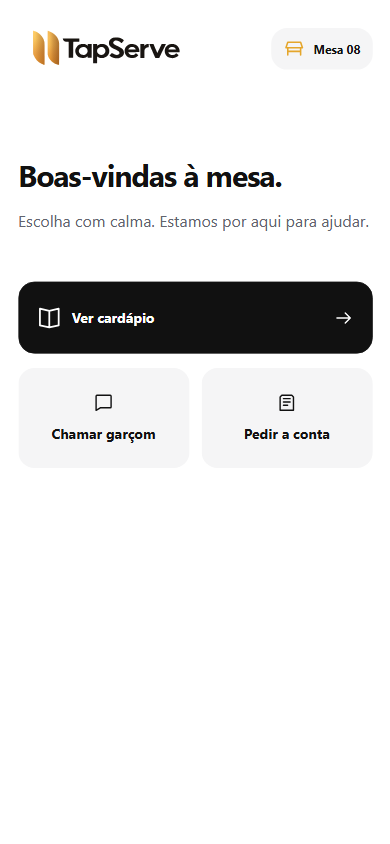 TapServe
Mesa 08
Boas-vindas à mesa.
Escolha com calma. Estamos por aqui para ajudar.
Ver cardápio
Chamar garçom
Pedir a conta